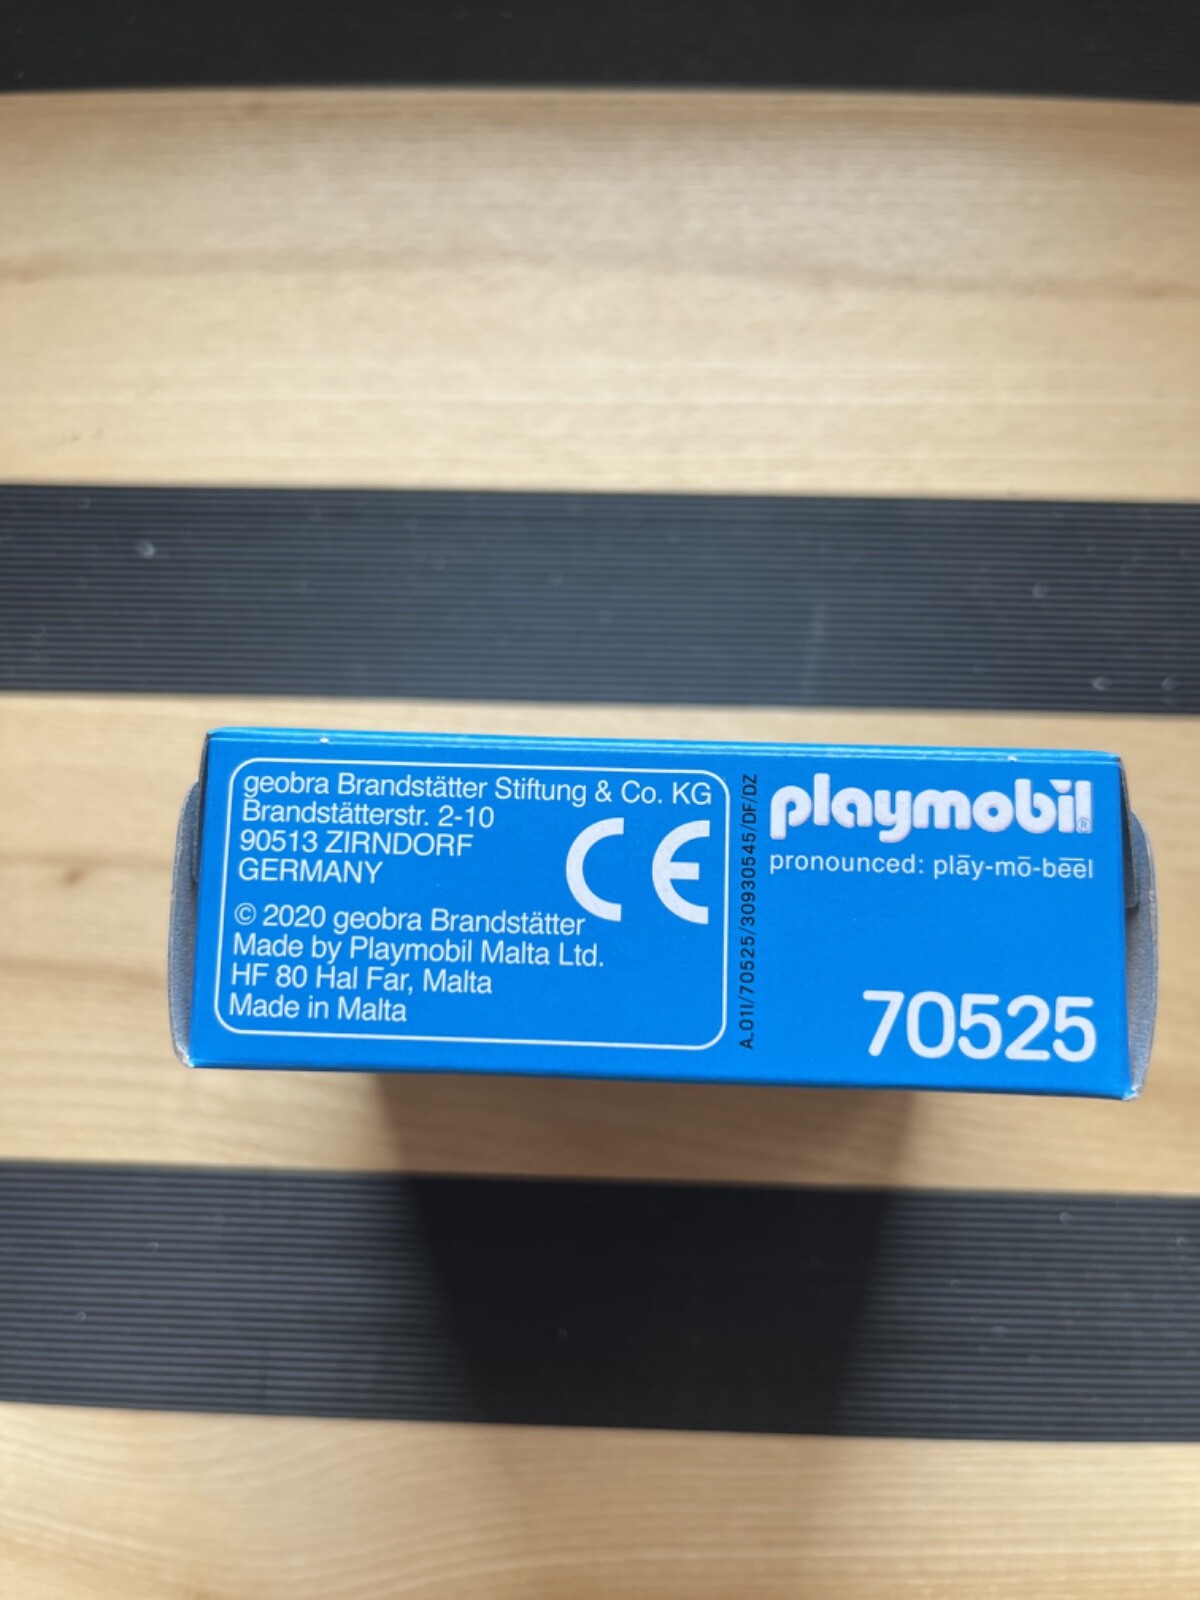 geobra Brandstätter Stiftung & Co. KG
Brandstätterstr. 2-10
90513 ZIRNDORF
GERMANY
CE
© 2020 geobra Brandstätter
Made by Playmobil Malta Ltd.
HF 80 Hal Far, Malta
Made in Malta
A_01I/70525/30930545/DF/DZ
playmobil®
pronounced: plāy-mō-bēēl
70525